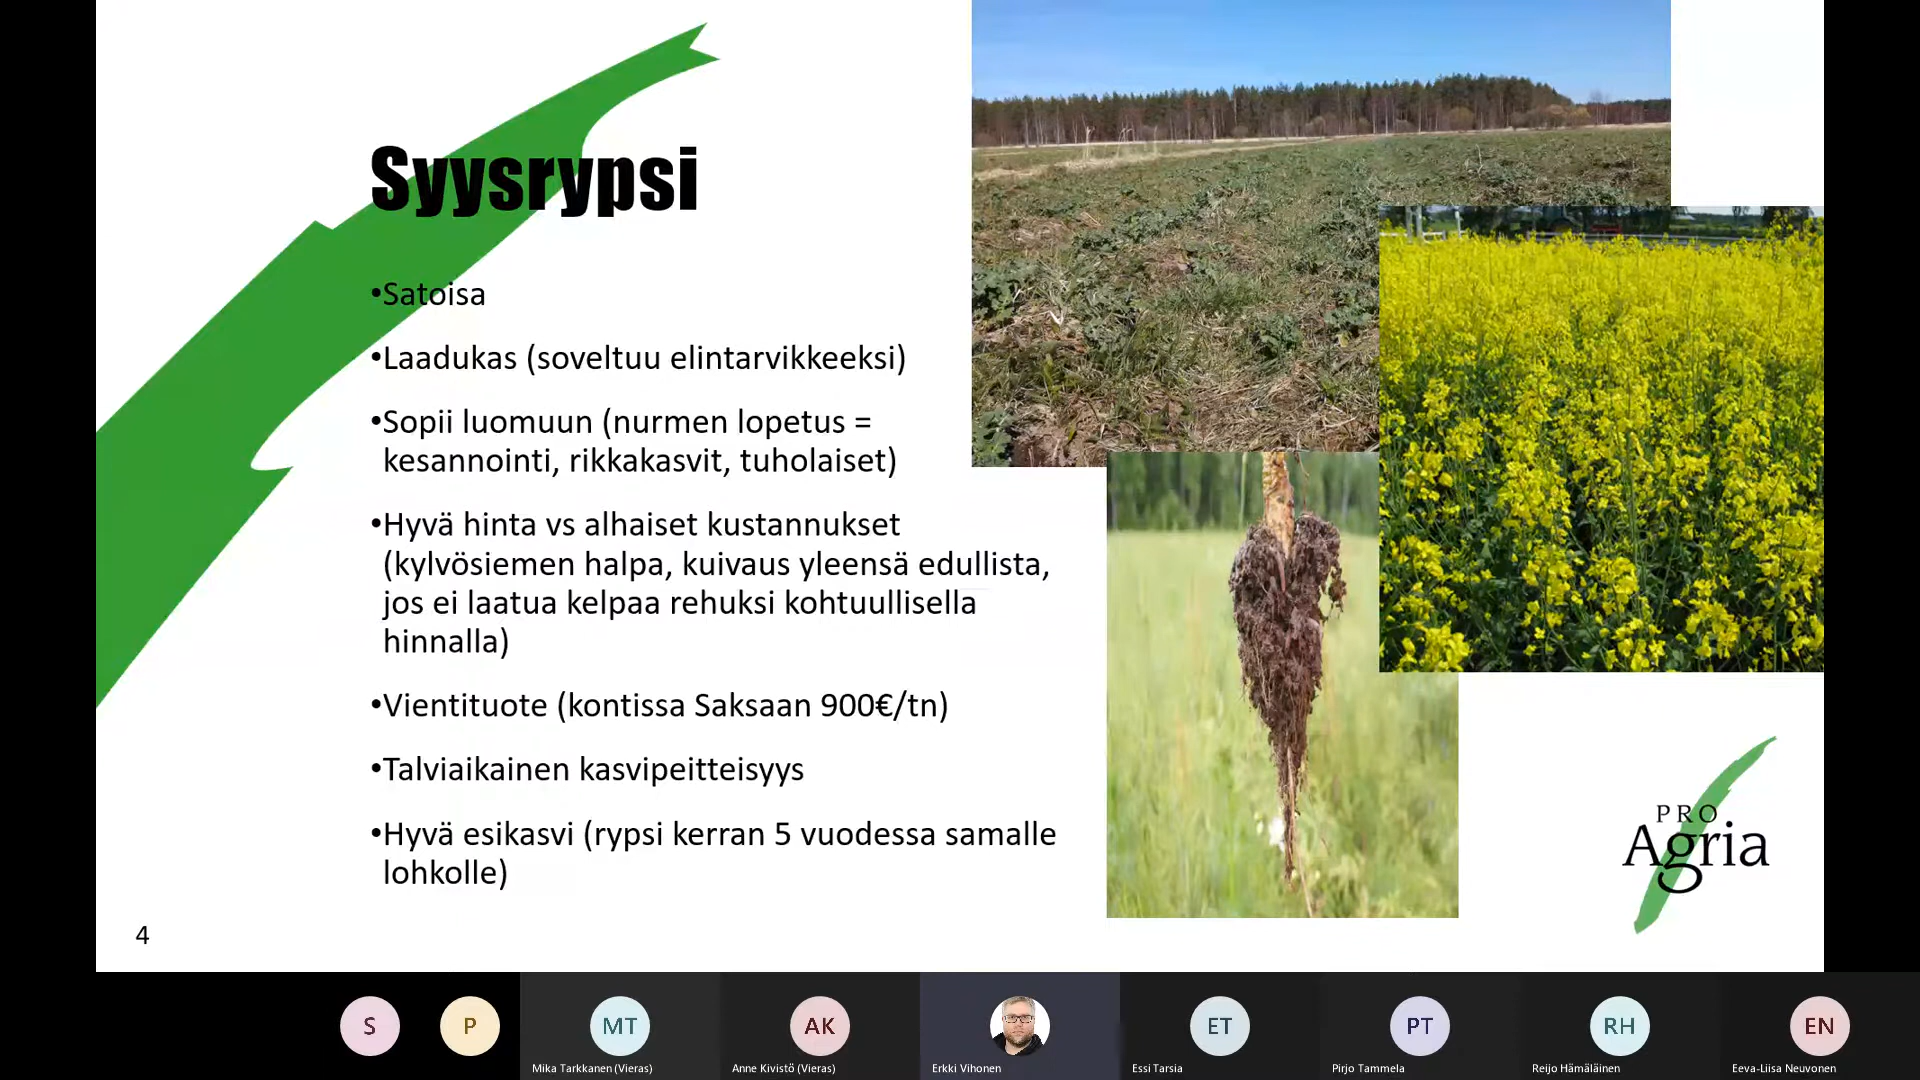 Syysrypsi
•Satoisa
•Laadukas (soveltuu elintarvikkeeksi)
•Sopii luomuun (nurmen lopetus =
kesannointi, rikkakasvit, tuholaiset)
•Hyvä hinta vs alhaiset kustannukset
(kylvösiemen halpa, kuivaus yleensä edullista,
jos ei laatua kelpaa rehuksi kohtuullisella
hinnalla)
•Vientituote (kontissa Saksaan 900€/tn)
•Talviaikainen kasvipeitteisyys
•Hyvä esikasvi (rypsi kerran 5 vuodessa samalle
lohkolle)
PRO
Agria
4
S P MT AK ET PT RH EN
Mika Tarkkanen (Vieras) Anne Kivistö (Vieras) Erkki Vihonen Essi Tarsia Pirjo Tammela Reijo Hämäläinen Eeva-Liisa Neuvonen